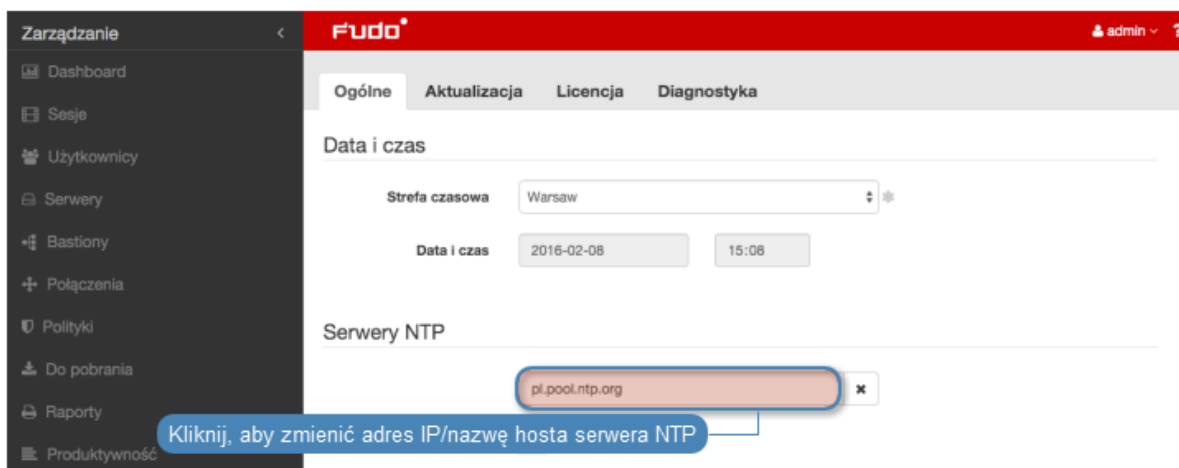 Zarządzanie
Fudo
admin
?
Dashboard
Sesje
Użytkownicy
Serwery
Bastiony
Połączenia
Polityki
Do pobrania
Raporty
Produktywność
Ogólne Aktualizacja Licencja Diagnostyka
Data i czas
Strefa czasowa Warsaw
Data i czas 2016-02-08 15:08
Serwery NTP
pl.pool.ntp.org
Kliknij, aby zmienić adres IP/nazwę hosta serwera NTP